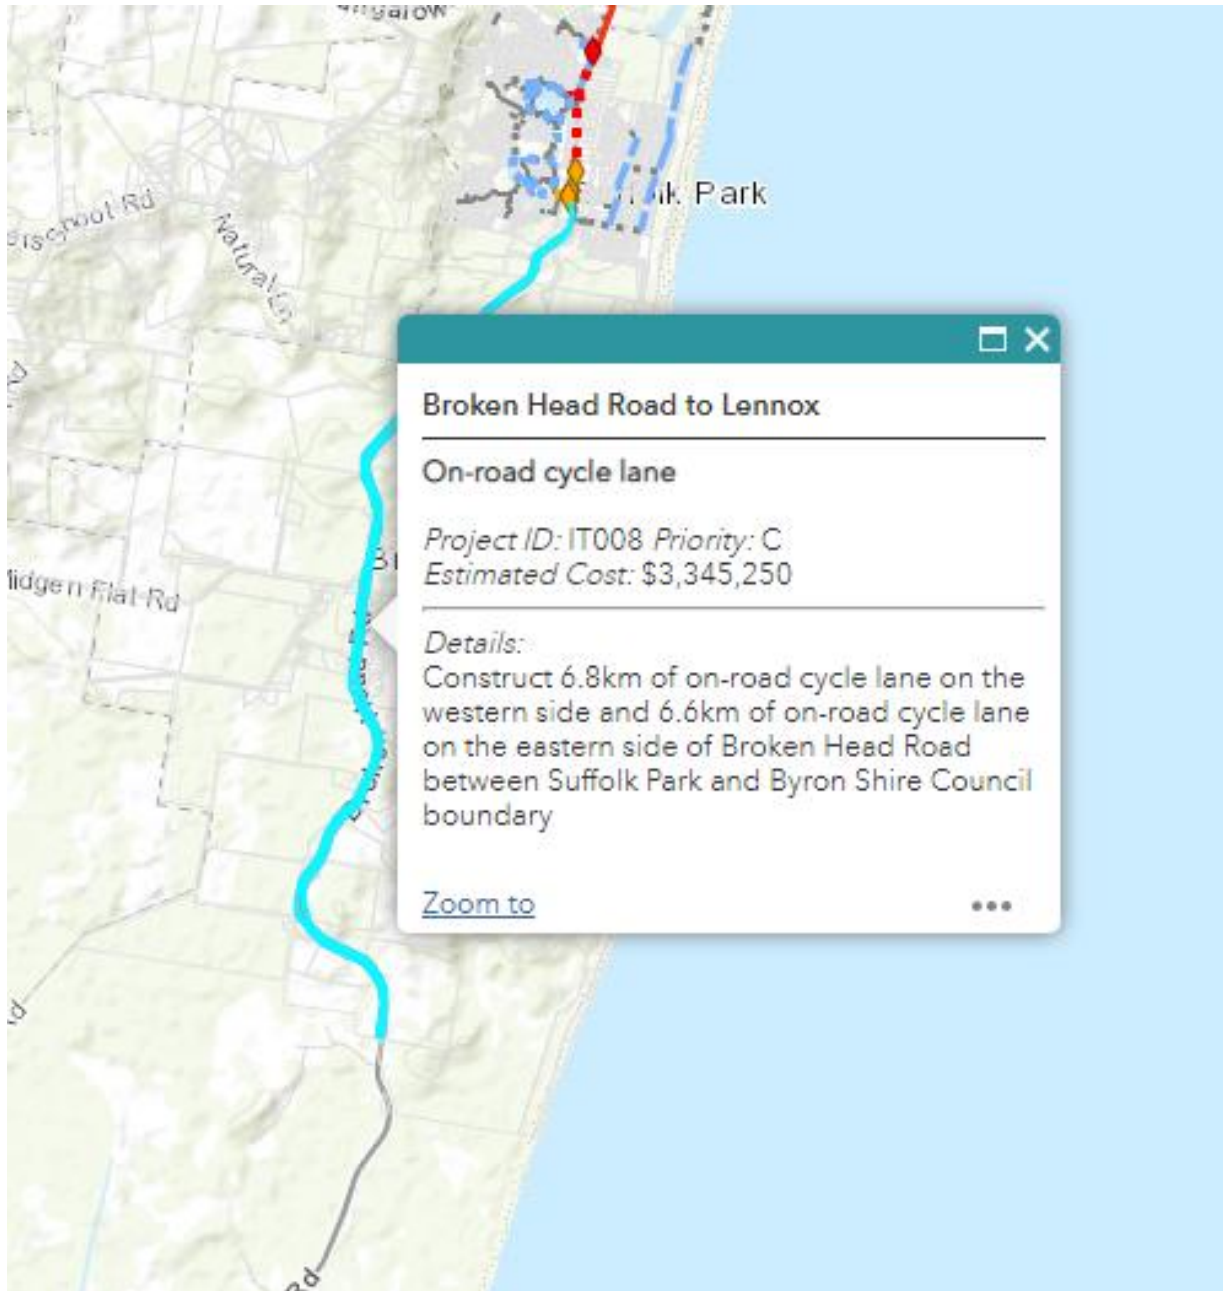 Suffolk Park
Natural Ln
Broken Head Road to Lennox
On-road cycle lane
Project ID: IT008 Priority: C
Estimated Cost: $3,345,250
Midgen Flat Rd
Details:
Construct 6.8km of on-road cycle lane on the
western side and 6.6km of on-road cycle lane
on the eastern side of Broken Head Road
between Suffolk Park and Byron Shire Council
boundary
Zoom to
Rd
Rd